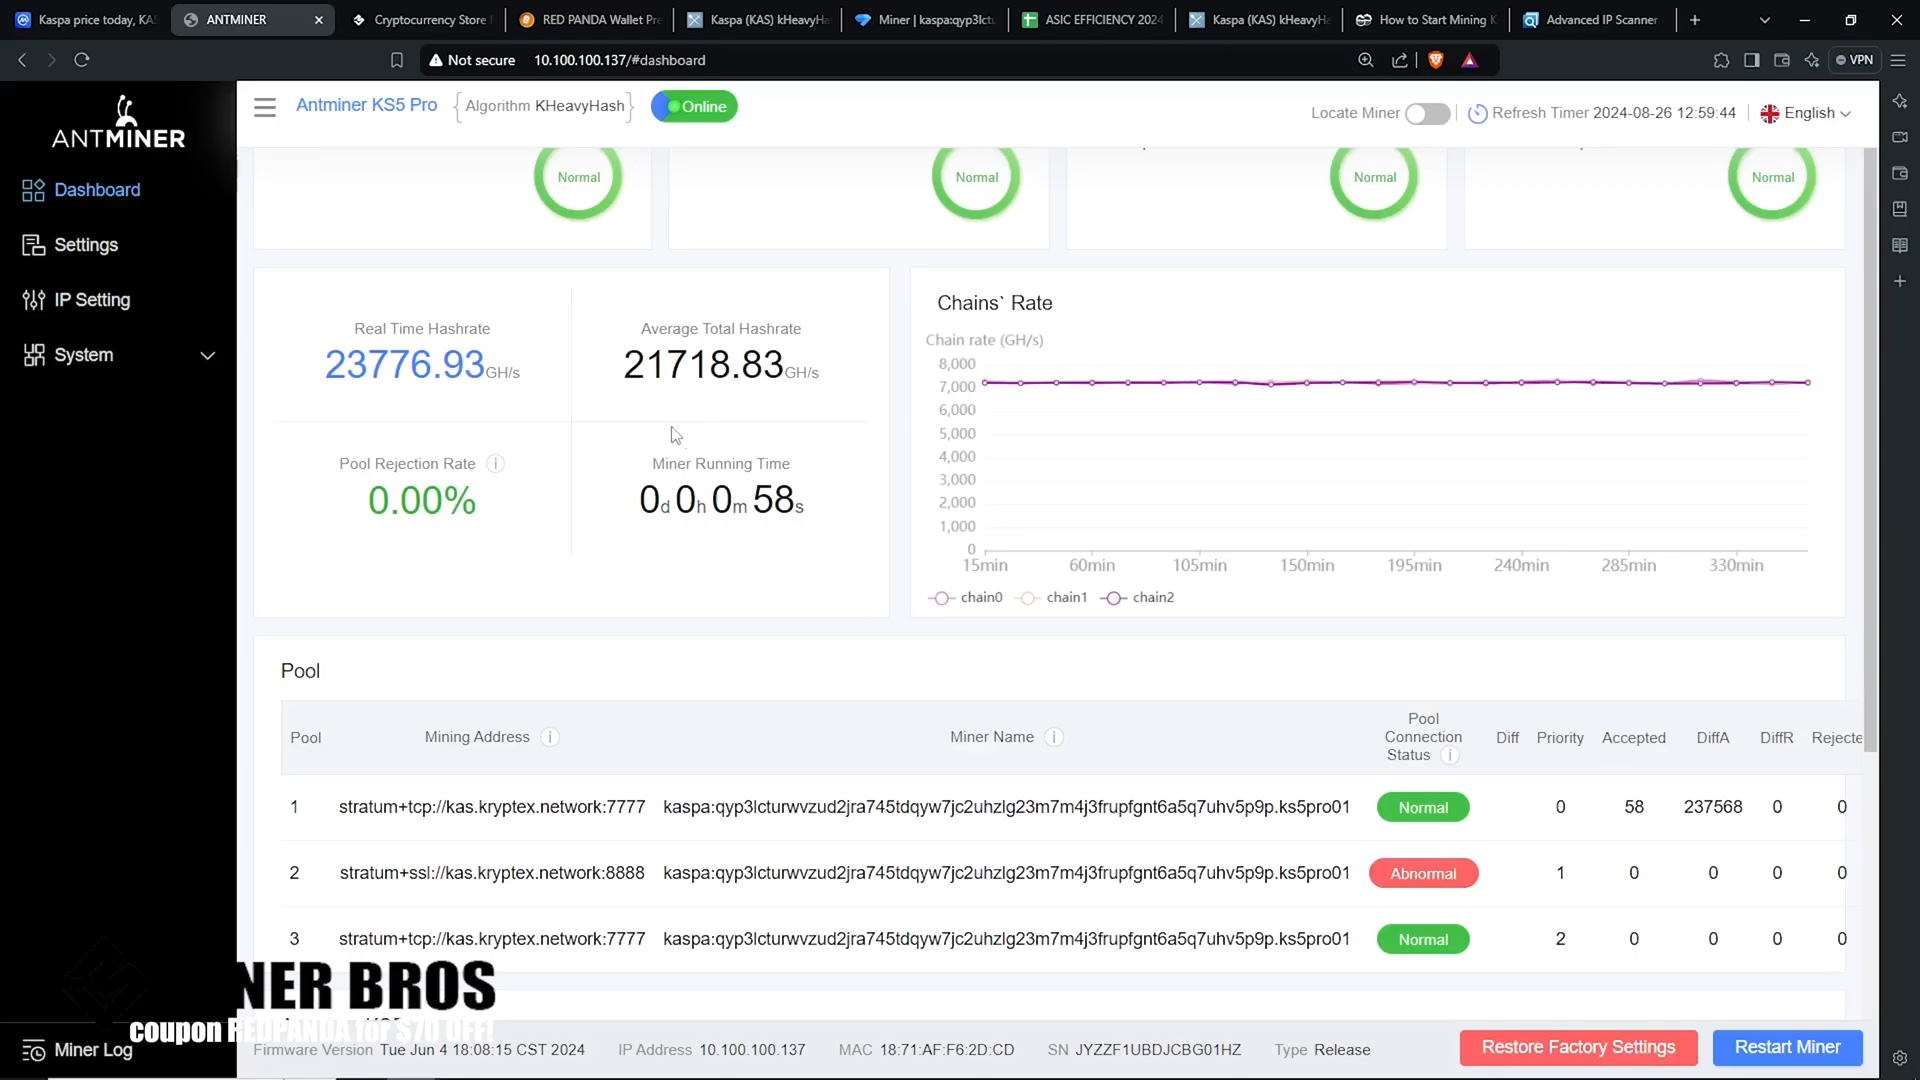 Kaspa price today, KAS
ANTMINER
Cryptocurrency Store
RED PANDA Wallet Pre
Kaspa (KAS) kHeavyHa
Miner | kaspa:qyp3lctu
ASIC EFFICIENCY 2024
Kaspa (KAS) kHeavyHa
How to Start Mining K
Advanced IP Scanner
Not secure 10.100.100.137/#dashboard
VPN
ANTMINER
Dashboard
Settings
IP Setting
System
Miner Log
Antminer KS5 Pro
Algorithm KHeavyHash
Online
Locate Miner
Refresh Timer 2024-08-26 12:59:44
English
Normal
Normal
Normal
Normal
Real Time Hashrate
23776.93GH/s
Average Total Hashrate
21718.83GH/s
Pool Rejection Rate
0.00%
Miner Running Time
0d 0h 0m 58s
Chains` Rate
Chain rate (GH/s)
8,000
7,000
6,000
5,000
4,000
3,000
2,000
1,000
0
15min 60min 105min 150min 195min 240min 285min 330min
chain0 chain1 chain2
Pool
Pool Mining Address Miner Name Pool Connection Status Diff Priority Accepted DiffA DiffR Rejecte
1 stratum+tcp://kas.kryptex.network:7777 kaspa:qyp3lcturwvzud2jra745tdqyw7jc2uhzlg23m7m4j3frupfgnt6a5q7uhv5p9p.ks5pro01 Normal 0 58 237568 0 0
2 stratum+ssl://kas.kryptex.network:8888 kaspa:qyp3lcturwvzud2jra745tdqyw7jc2uhzlg23m7m4j3frupfgnt6a5q7uhv5p9p.ks5pro01 Abnormal 1 0 0 0 0
3 stratum+tcp://kas.kryptex.network:7777 kaspa:qyp3lcturwvzud2jra745tdqyw7jc2uhzlg23m7m4j3frupfgnt6a5q7uhv5p9p.ks5pro01 Normal 2 0 0 0 0
NER BROS
coupon REDPANDA for $70 OFF!
Firmware Version Tue Jun 4 18:08:15 CST 2024
IP Address 10.100.100.137
MAC 18:71:AF:F6:2D:CD
SN JYZZF1UBDJCBG01HZ
Type Release
Restore Factory Settings
Restart Miner